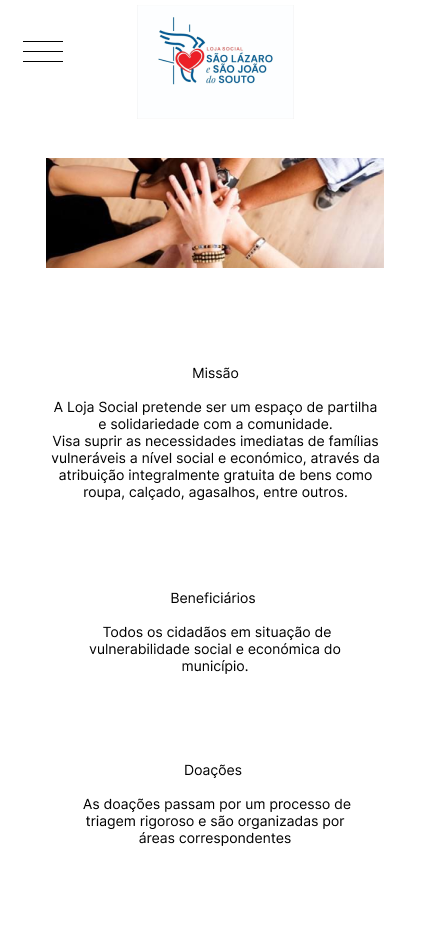 LOJA SOCIAL
SÃO LÁZARO
e SÃO JOÃO
do SOUTO
Missão
A Loja Social pretende ser um espaço de partilha
e solidariedade com a comunidade.
Visa suprir as necessidades imediatas de famílias
vulneráveis a nível social e económico, através da
atribuição integralmente gratuita de bens como
roupa, calçado, agasalhos, entre outros.
Beneficiários
Todos os cidadãos em situação de
vulnerabilidade social e económica do
município.
Doações
As doações passam por um processo de
triagem rigoroso e são organizadas por
áreas correspondentes